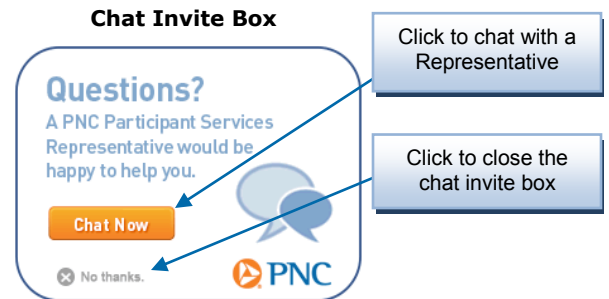 Chat Invite Box
Questions?
A PNC Participant Services
Representative would be
happy to help you.
Chat Now
No thanks.
PNC
Click to chat with a
Representative
Click to close the
chat invite box